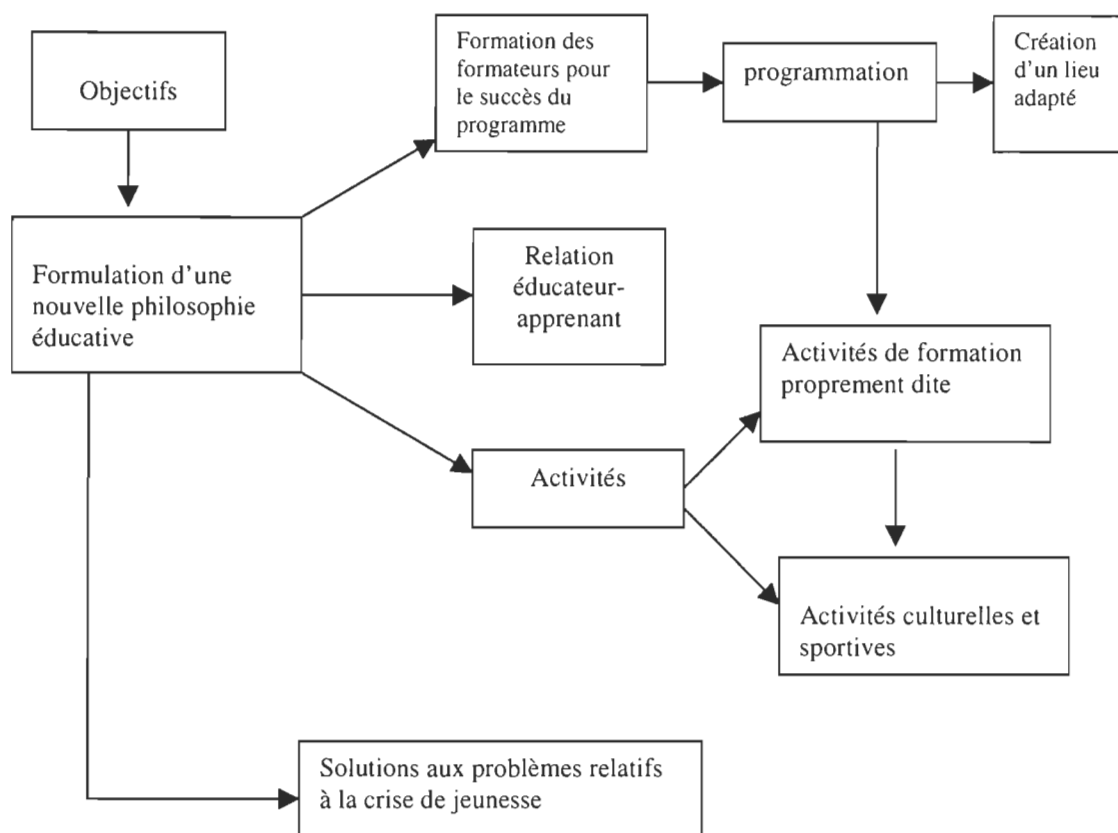 Objectifs
Formation des
formateurs pour
le succès du
programme
programmation
Création
d'un lieu
adapté
Formulation d'une
nouvelle philosophie
éducative
Relation
éducateur-
apprenant
Activités de formation
proprement dite
Activités
Activités culturelles et
sportives
Solutions aux problèmes relatifs
à la crise de jeunesse